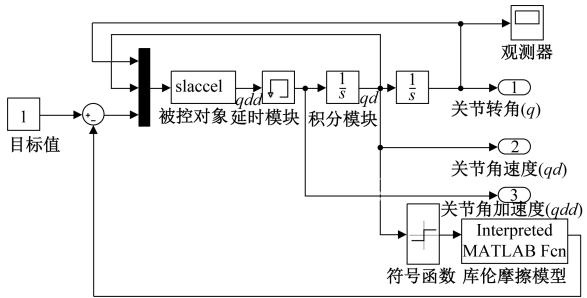 观测器
slaccel
qdd
1
s
qd
1
s
1
被控对象
延时模块
积分模块
关节转角(q)
1
+
-
目标值
2
关节角速度(qd)
3
关节角加速度(qdd)
Interpreted
MATLAB Fcn
符号函数
库伦摩擦模型